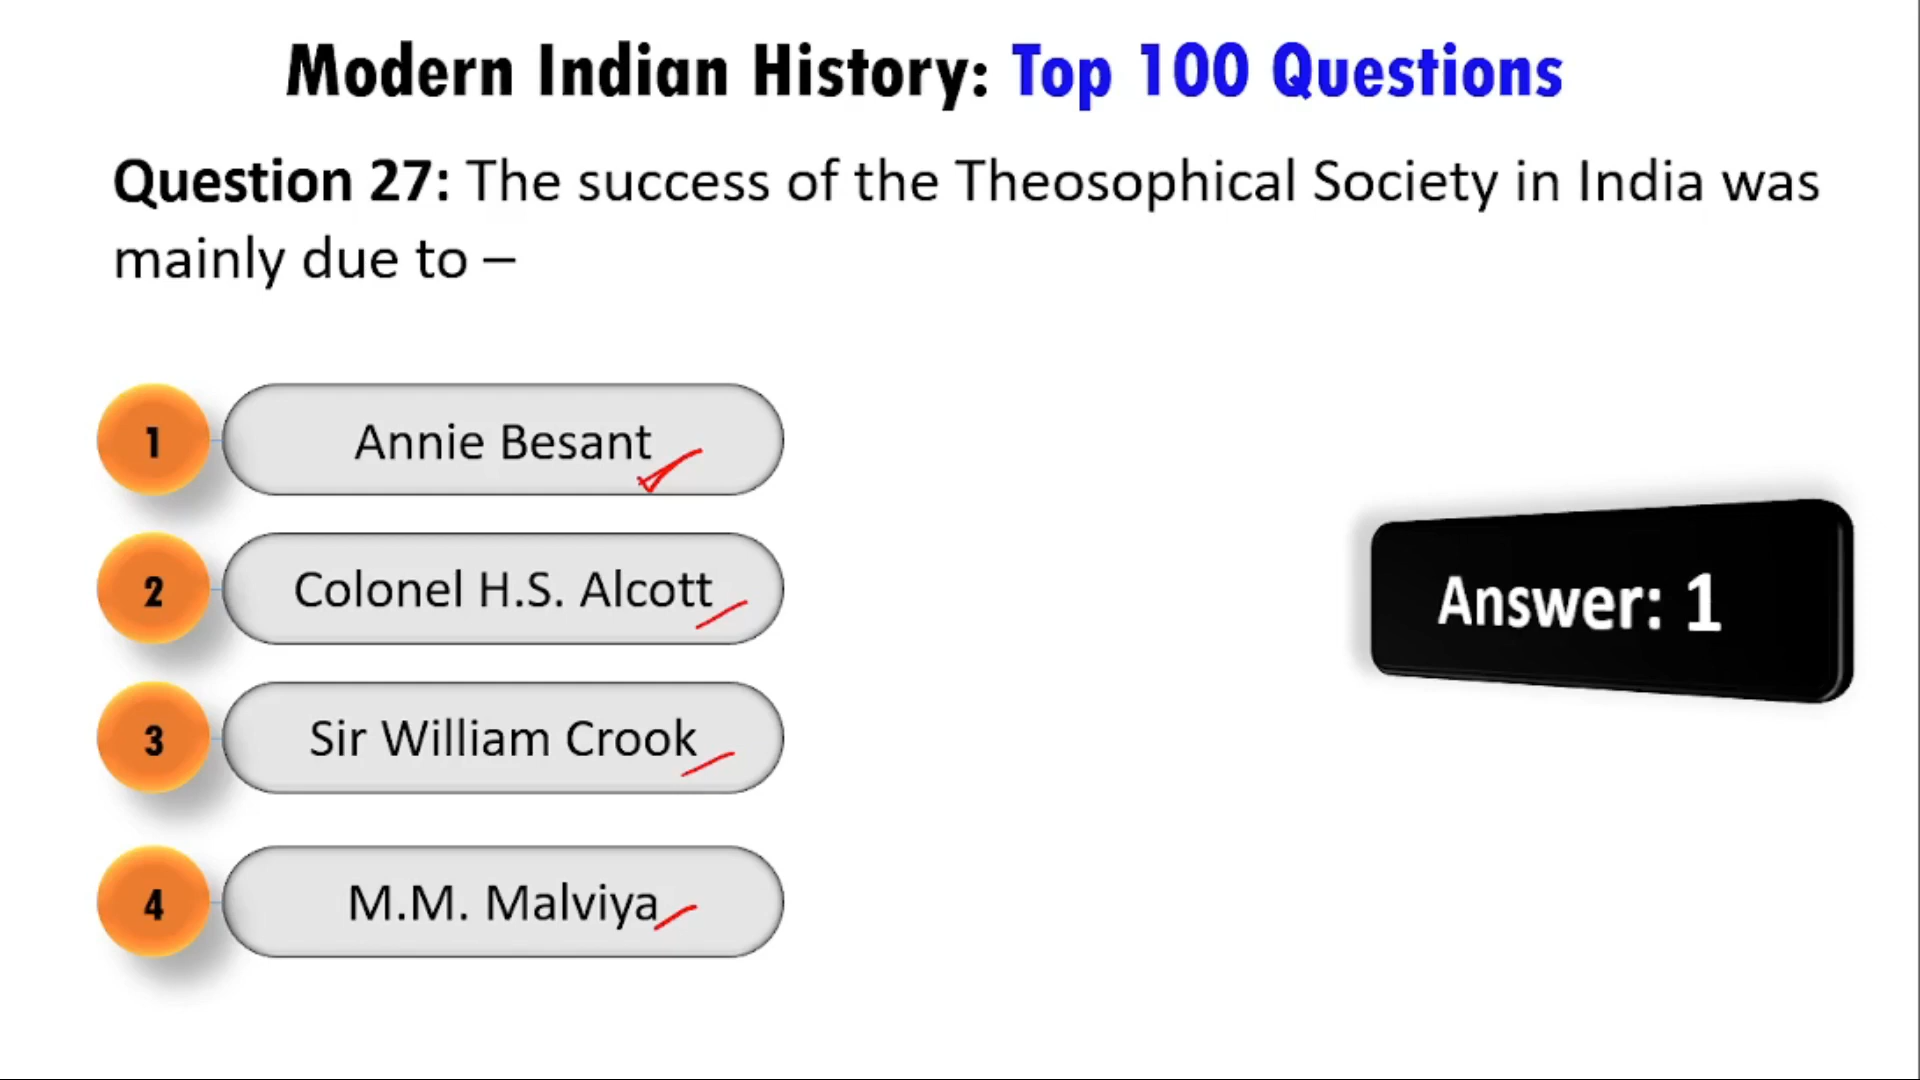 Modern Indian History: Top 100 Questions
Question 27: The success of the Theosophical Society in India was
mainly due to –
1 Annie Besant
2 Colonel H.S. Alcott
3 Sir William Crook
4 M.M. Malviya
Answer: 1